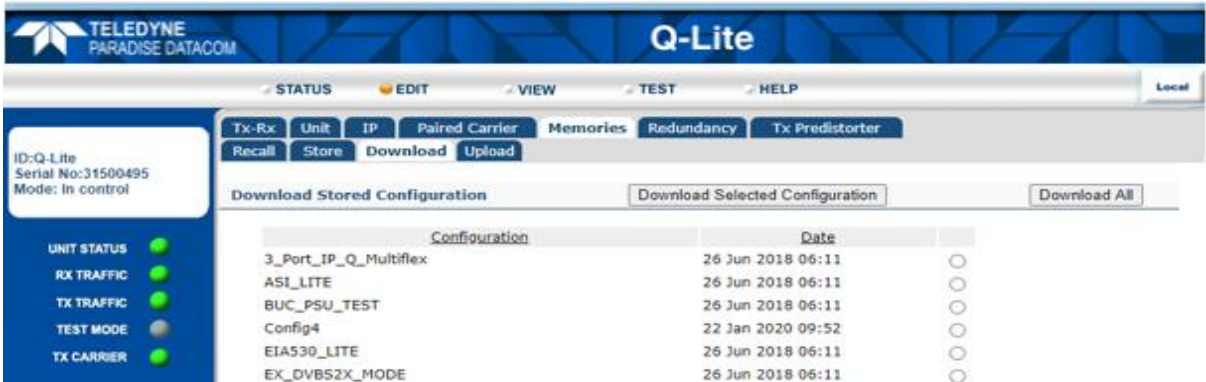 TELEDYNE
PARADISE DATACOM
Q-Lite
STATUS EDIT VIEW TEST HELP Local
Tx-Rx Unit IP Paired Carrier Memories Redundancy Tx Predistorter
Recall Store Download Upload
ID:Q-Lite
Serial No:31500495
Mode: In control
Download Stored Configuration Download Selected Configuration Download All
Configuration Date
3_Port_IP_Q_Multiflex 26 Jun 2018 06:11
ASI_LITE 26 Jun 2018 06:11
BUC_PSU_TEST 26 Jun 2018 06:11
Config4 22 Jan 2020 09:52
EIA530_LITE 26 Jun 2018 06:11
EX_DVBS2X_MODE 26 Jun 2018 06:11
UNIT STATUS
RX TRAFFIC
TX TRAFFIC
TEST MODE
TX CARRIER